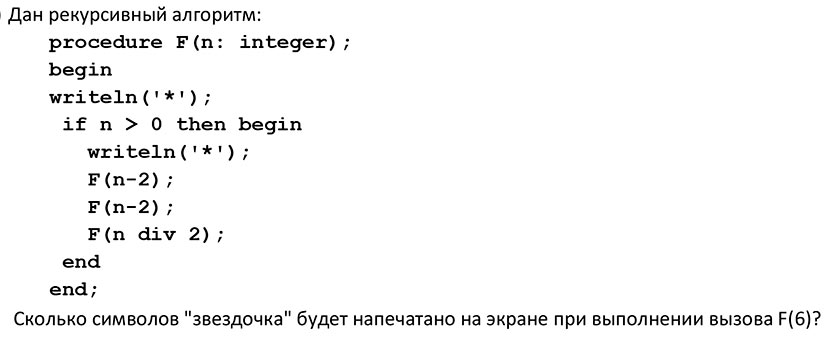 ) Дан рекурсивный алгоритм:
procedure F(n: integer);
begin
writeln('*');
if n > 0 then begin
writeln('*');
F(n-2);
F(n-2);
F(n div 2);
end
end;
Сколько символов "звездочка" будет напечатано на экране при выполнении вызова F(6)?